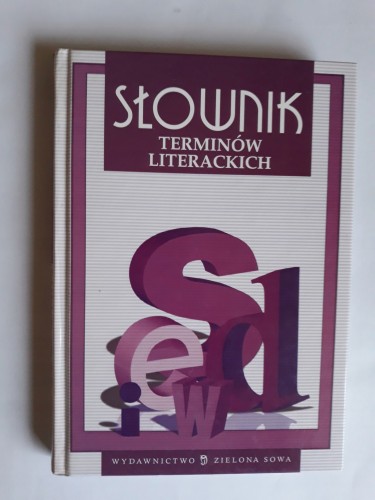 SŁOWNIK
TERMINÓW
LITERACKICH
S
e d
i w
WYDAWNICTWO ZIELONA SOWA